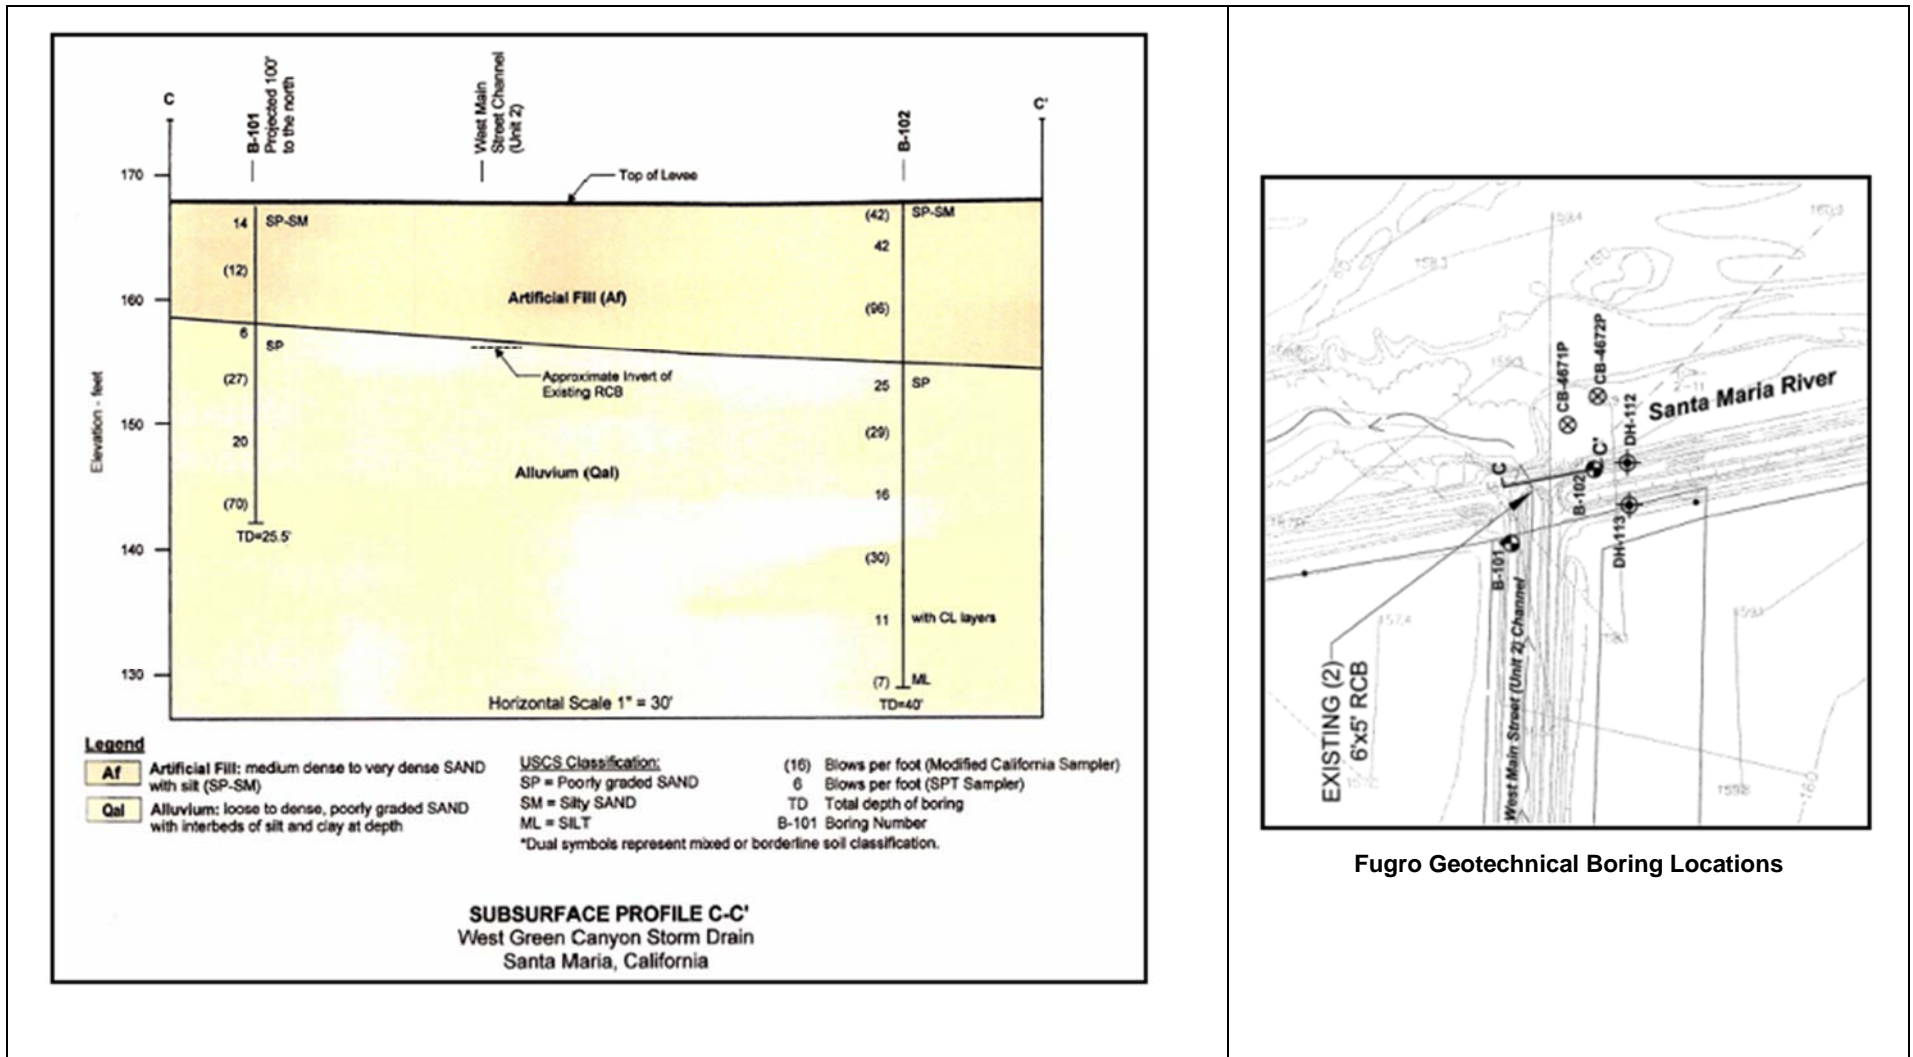 C
B-101
Projected 100'
to the north
West Main
Street Channel
(Unit 2)
B-102
C'
170
160
150
140
130
Elevation - feet
Top of Levee
14
SP-SM
(12)
6
SP
(27)
20
(70)
TD=25.5'
Artificial Fill (Af)
Approximate Invert of
Existing RCB
Alluvium (Qal)
(42)
SP-SM
42
(96)
25
SP
(29)
16
(30)
11
with CL layers
(7)
ML
TD=40'
Horizontal Scale 1" = 30'
Legend
Af
Artificial Fill: medium dense to very dense SAND
with silt (SP-SM)
Qal
Alluvium: loose to dense, poorly graded SAND
with interbeds of silt and clay at depth
USCS Classification:
SP = Poorly graded SAND
SM = Silty SAND
ML = SILT
*Dual symbols represent mixed or borderline soil classification.
(16) Blows per foot (Modified California Sampler)
6 Blows per foot (SPT Sampler)
TD Total depth of boring
B-101 Boring Number
SUBSURFACE PROFILE C-C'
West Green Canyon Storm Drain
Santa Maria, California
159.4
158.3
CB-4671P
CB-4672P
Santa Maria River
DH-112
C
C'
B-102
DH-113
B-101
West Main Street (Unit 2) Channel
EXISTING (2)
6'x5' RCB
157.4
159.8
160
Fugro Geotechnical Boring Locations